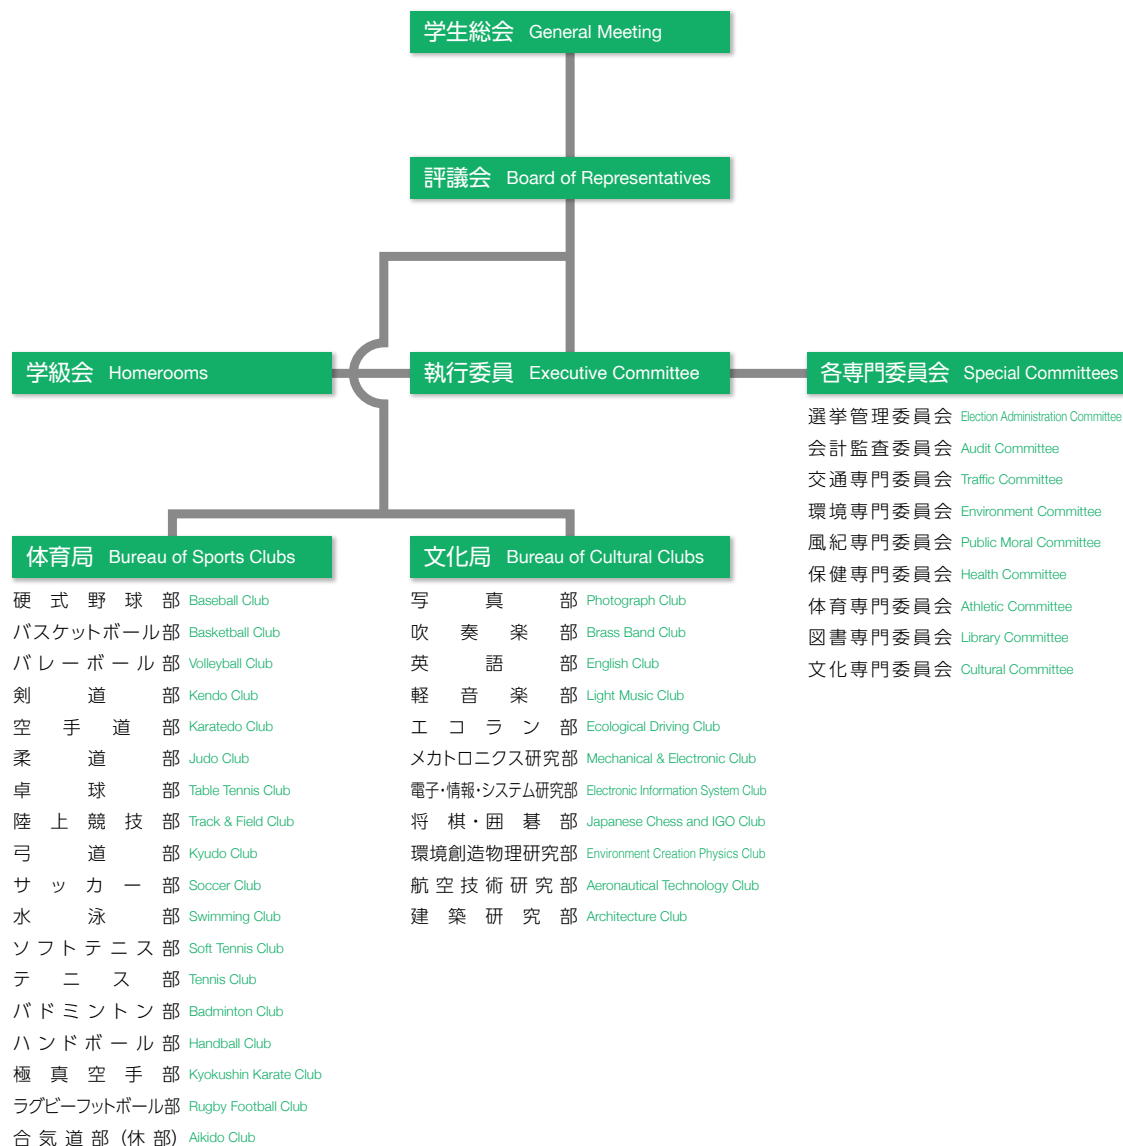 学生総会 General Meeting
評議会 Board of Representatives
学級会 Homerooms
執行委員 Executive Committee
各専門委員会 Special Committees
選挙管理委員会 Election Administration Committee
会計監査委員会 Audit Committee
交通専門委員会 Traffic Committee
環境専門委員会 Environment Committee
風紀専門委員会 Public Moral Committee
保健専門委員会 Health Committee
体育専門委員会 Athletic Committee
図書専門委員会 Library Committee
文化専門委員会 Cultural Committee
体育局 Bureau of Sports Clubs
硬式野球部 Baseball Club
バスケットボール部 Basketball Club
バレーボール部 Volleyball Club
剣道部 Kendo Club
空手道部 Karatedo Club
柔道部 Judo Club
卓球部 Table Tennis Club
陸上競技部 Track & Field Club
弓道部 Kyudo Club
サッカー部 Soccer Club
水泳部 Swimming Club
ソフトテニス部 Soft Tennis Club
テニス部 Tennis Club
バドミントン部 Badminton Club
ハンドボール部 Handball Club
極真空手部 Kyokushin Karate Club
ラグビーフットボール部 Rugby Football Club
合気道部（休部） Aikido Club
文化局 Bureau of Cultural Clubs
写真部 Photograph Club
吹奏楽部 Brass Band Club
英語部 English Club
軽音楽部 Light Music Club
エコラン部 Ecological Driving Club
メカトロニクス研究部 Mechanical & Electronic Club
電子・情報・システム研究部 Electronic Information System Club
将棋・囲碁部 Japanese Chess and IGO Club
環境創造物理研究部 Environment Creation Physics Club
航空技術研究部 Aeronautical Technology Club
建築研究部 Architecture Club